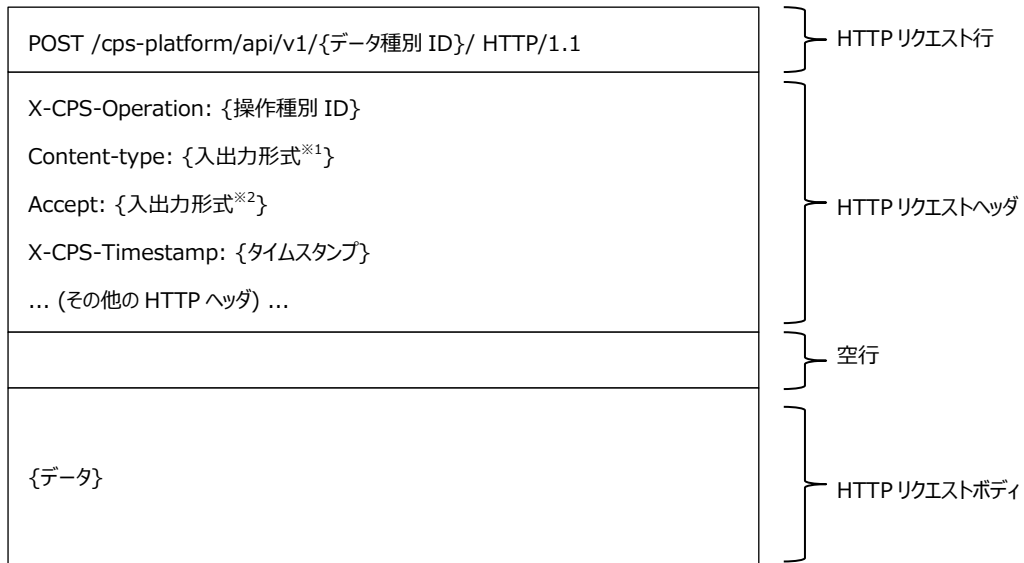 POST /cps-platform/api/v1/{データ種別 ID}/ HTTP/1.1
HTTP リクエスト行
X-CPS-Operation: {操作種別 ID}
Content-type: {入出力形式※1}
Accept: {入出力形式※2}
X-CPS-Timestamp: {タイムスタンプ}
... (その他の HTTP ヘッダ) ...
HTTP リクエストヘッダ
空行
{データ}
HTTP リクエストボディ